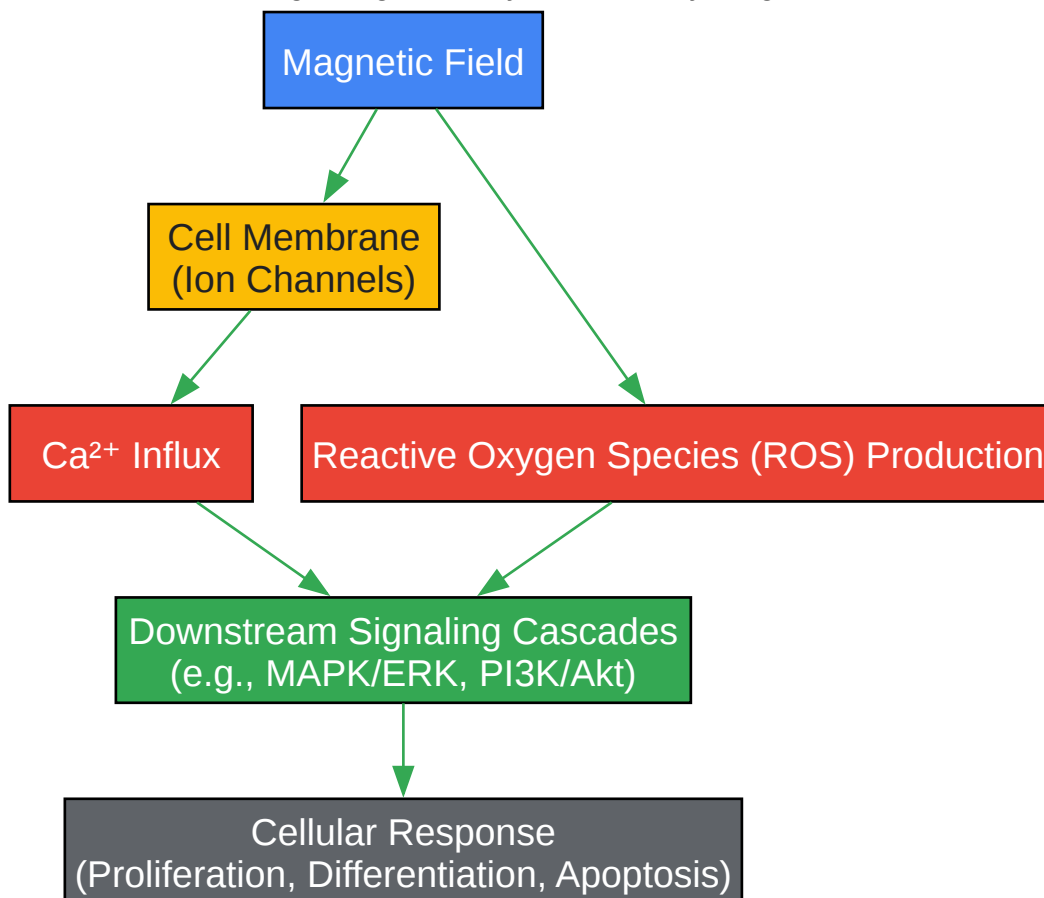 Magnetic Field
Cell Membrane
(Ion Channels)
Ca²⁺ Influx
Reactive Oxygen Species (ROS) Production
Downstream Signaling Cascades
(e.g., MAPK/ERK, PI3K/Akt)
Cellular Response
(Proliferation, Differentiation, Apoptosis)